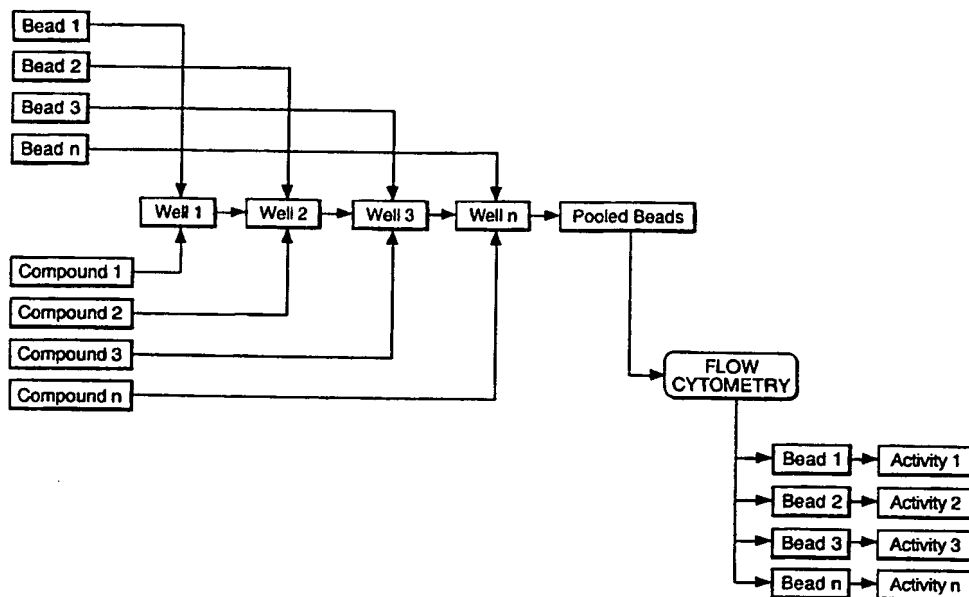 Bead 1
Bead 2
Bead 3
Bead n
Well 1
Well 2
Well 3
Well n
Pooled Beads
Compound 1
Compound 2
Compound 3
Compound n
FLOW
CYTOMETRY
Bead 1
Activity 1
Bead 2
Activity 2
Bead 3
Activity 3
Bead n
Activity n